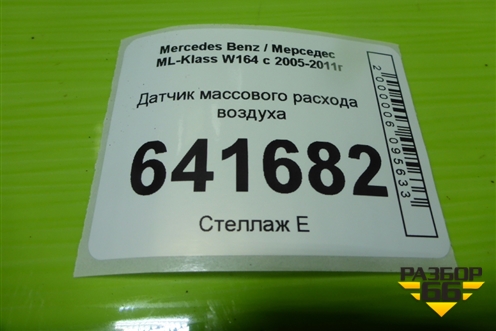 Mercedes Benz / Мерседес
ML-Klass W164 с 2005-2011г
Датчик массового расхода
воздуха
641682
Стеллаж Е
2000006095633
РАЗБОР
66